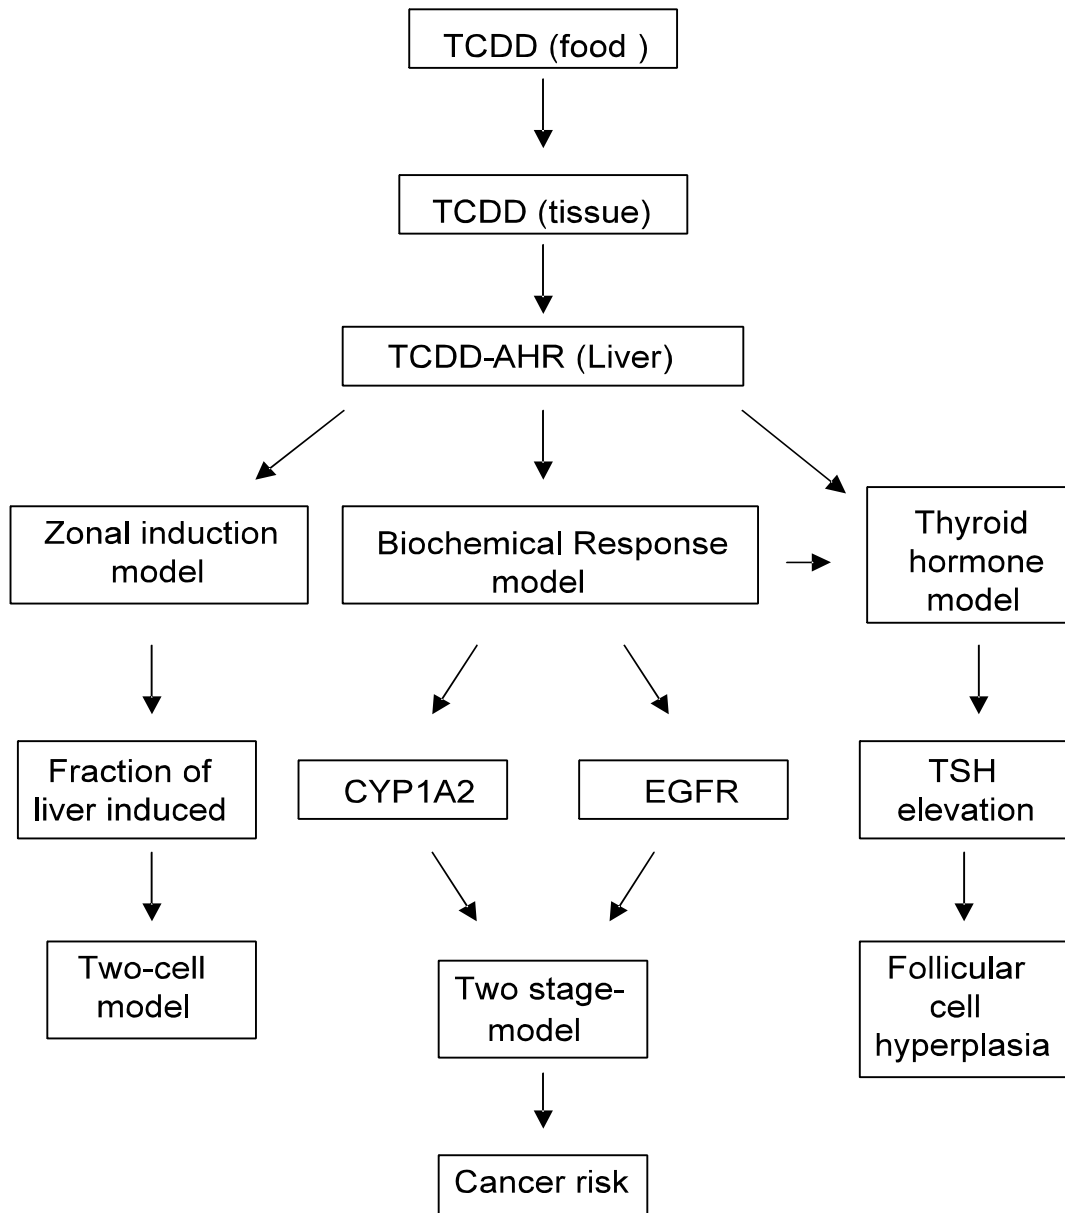 TCDD (food )
TCDD (tissue)
TCDD-AHR (Liver)
Zonal induction
model
Biochemical Response
model
Thyroid
hormone
model
Fraction of
liver induced
CYP1A2
EGFR
TSH
elevation
Two-cell
model
Two stage-
model
Follicular
cell
hyperplasia
Cancer risk